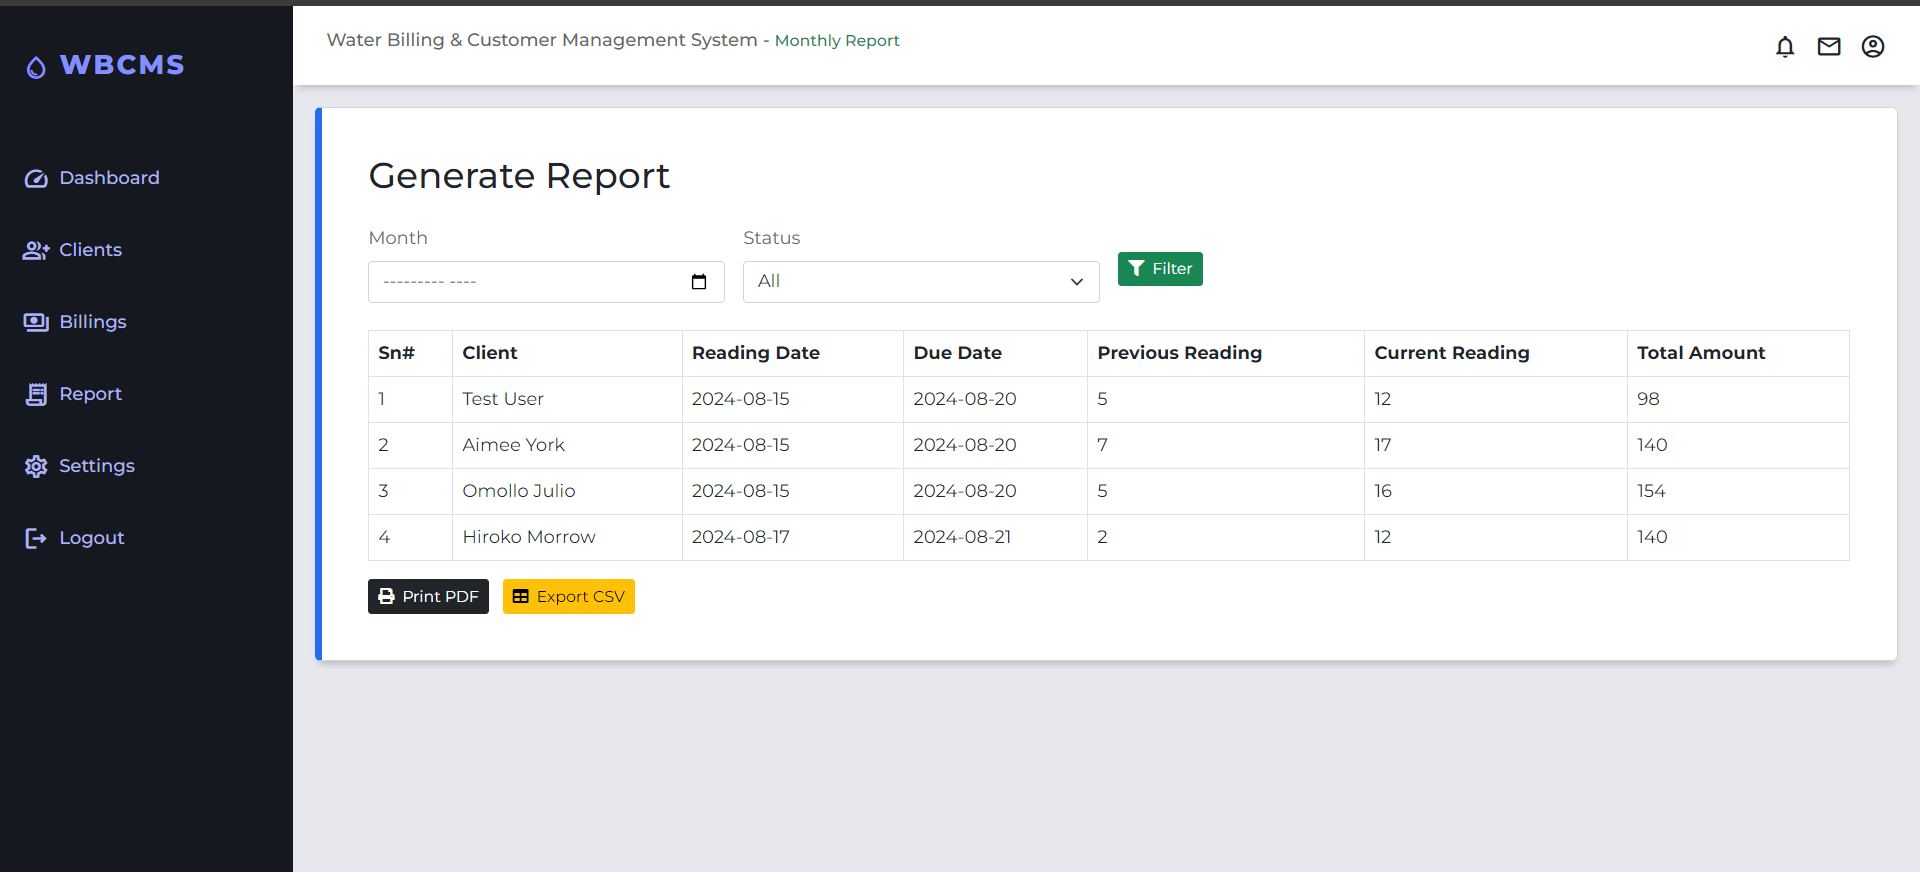 WBCMS
Water Billing & Customer Management System - Monthly Report
Dashboard
Clients
Billings
Report
Settings
Logout
Generate Report
Month Status
--------- ---- All Filter
Sn# Client Reading Date Due Date Previous Reading Current Reading Total Amount
1 Test User 2024-08-15 2024-08-20 5 12 98
2 Aimee York 2024-08-15 2024-08-20 7 17 140
3 Omollo Julio 2024-08-15 2024-08-20 5 16 154
4 Hiroko Morrow 2024-08-17 2024-08-21 2 12 140
Print PDF Export CSV